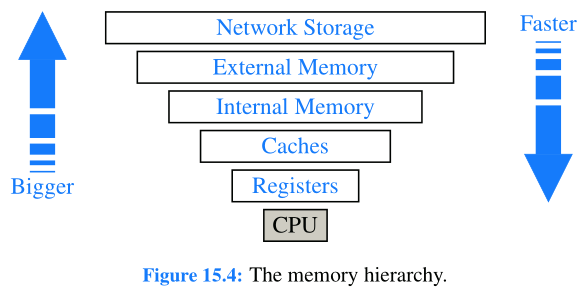 Network Storage
Faster
External Memory
Internal Memory
Caches
Bigger
Registers
CPU
Figure 15.4: The memory hierarchy.